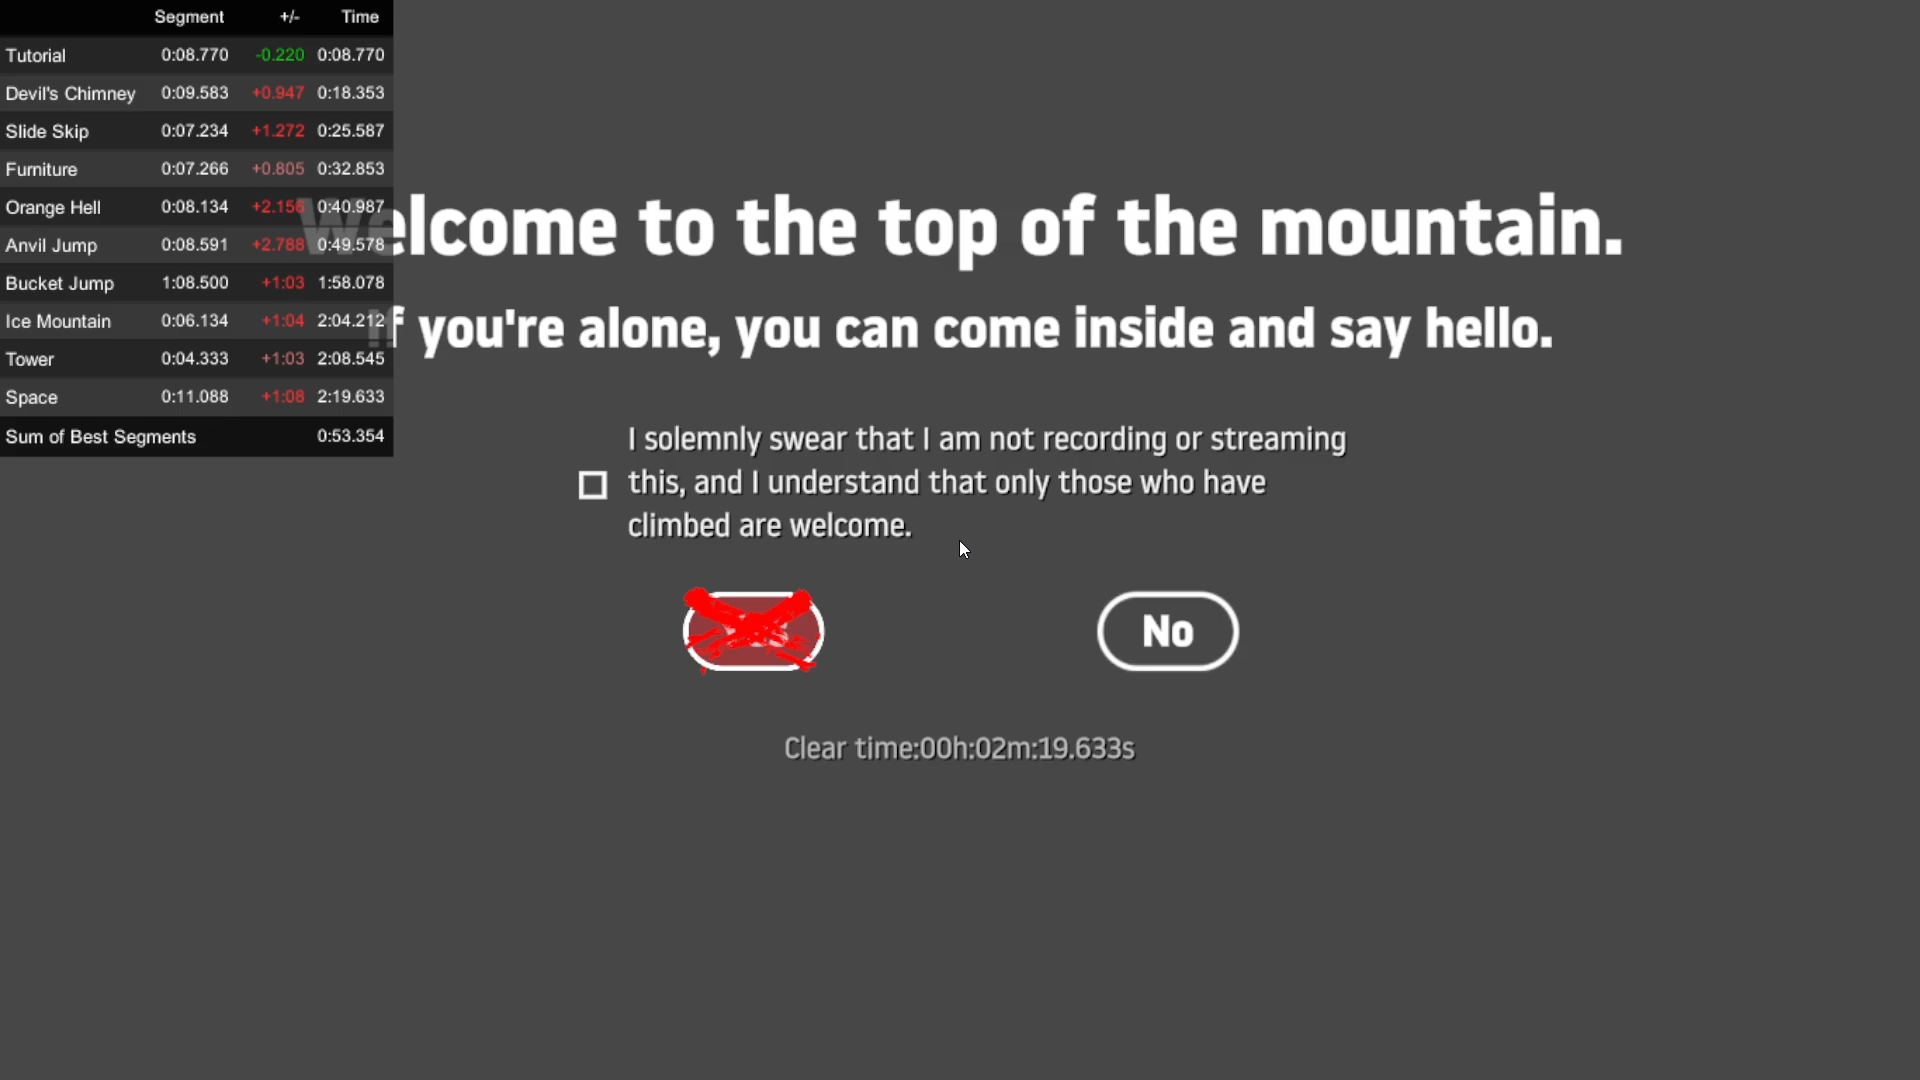 Segment +/- Time
Tutorial 0:08.770 -0.220 0:08.770
Devil's Chimney 0:09.583 +0.947 0:18.353
Slide Skip 0:07.234 +1.272 0:25.587
Furniture 0:07.266 +0.805 0:32.853
Orange Hell 0:08.134 +2.156 0:40.987
Anvil Jump 0:08.591 +2.788 0:49.578
Bucket Jump 1:08.500 +1:03 1:58.078
Ice Mountain 0:06.134 +1:04 2:04.212
Tower 0:04.333 +1:03 2:08.545
Space 0:11.088 +1:08 2:19.633
Sum of Best Segments 0:53.354
Welcome to the top of the mountain.
If you're alone, you can come inside and say hello.
I solemnly swear that I am not recording or streaming
this, and I understand that only those who have
climbed are welcome.
No
Clear time:00h:02m:19.633s